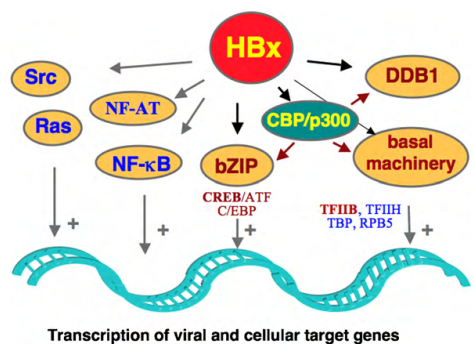 HBx
Src
DDB1
NF-AT
CBP/p300
Ras
basal
machinery
NF-κB
bZIP
CREB/ATF
C/EBP
TFIIB, TFIIH
TBP, RPB5
+
+
+
+
Transcription of viral and cellular target genes